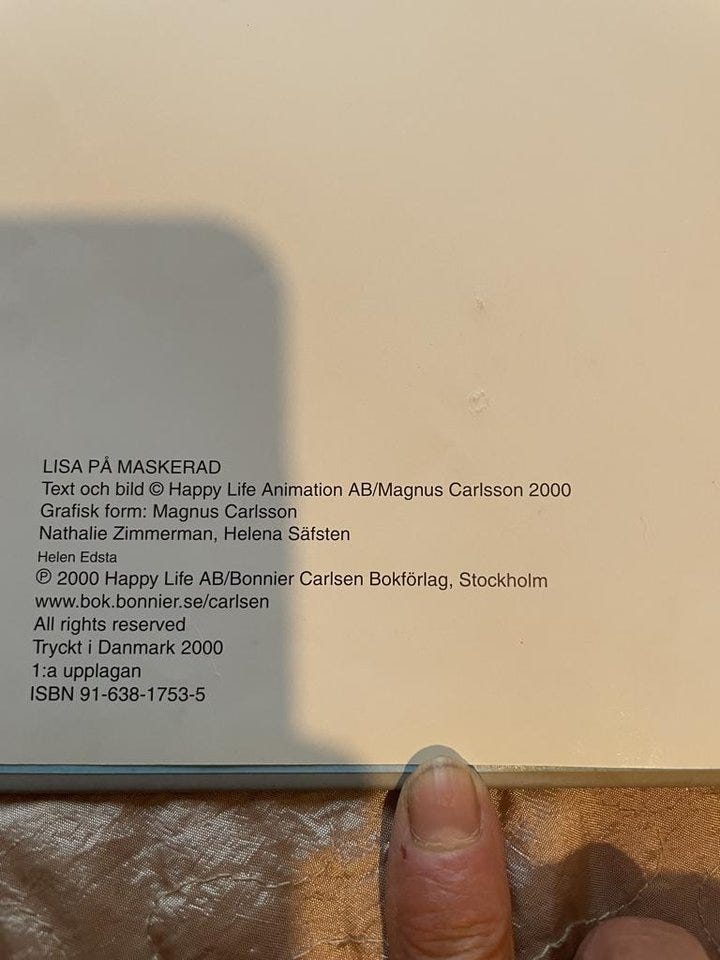 LISA PÅ MASKERAD
Text och bild © Happy Life Animation AB/Magnus Carlsson 2000
Grafisk form: Magnus Carlsson
Nathalie Zimmerman, Helena Säfsten
Helen Edsta
℗ 2000 Happy Life AB/Bonnier Carlsen Bokförlag, Stockholm
www.bok.bonnier.se/carlsen
All rights reserved
Tryckt i Danmark 2000
1:a upplagan
ISBN 91-638-1753-5